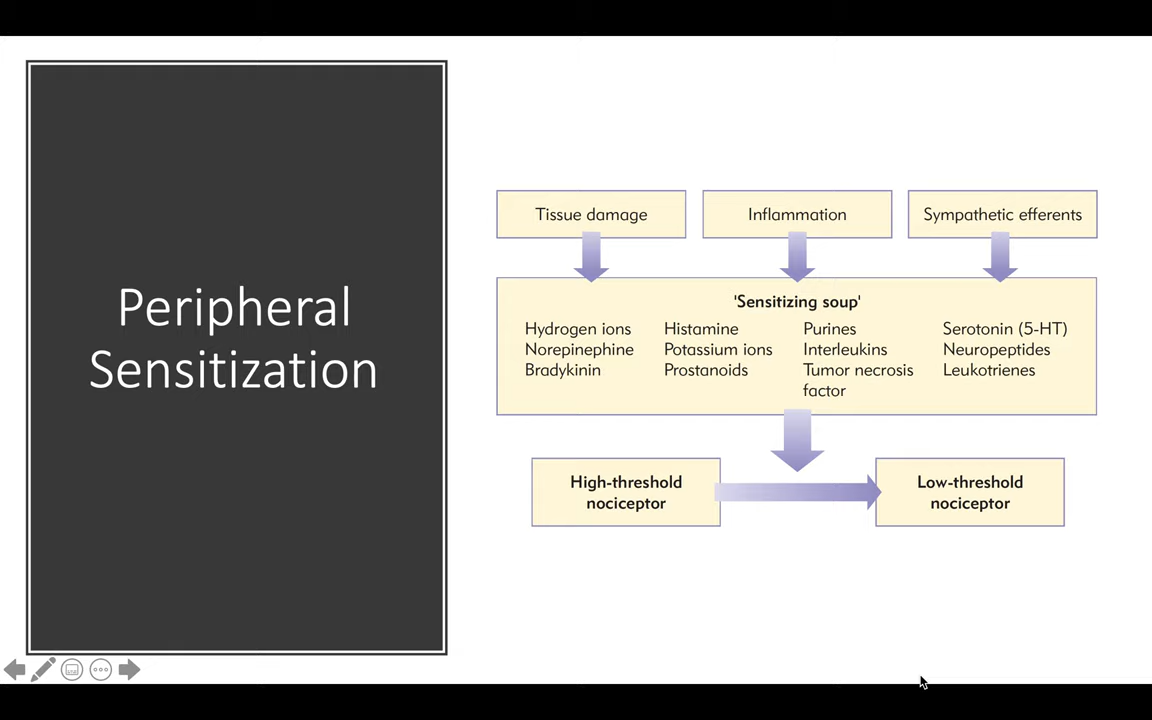 Peripheral
Sensitization
Tissue damage
Inflammation
Sympathetic efferents
'Sensitizing soup'
Hydrogen ions
Norepinephine
Bradykinin
Histamine
Potassium ions
Prostanoids
Purines
Interleukins
Tumor necrosis
factor
Serotonin (5-HT)
Neuropeptides
Leukotrienes
High-threshold
nociceptor
Low-threshold
nociceptor